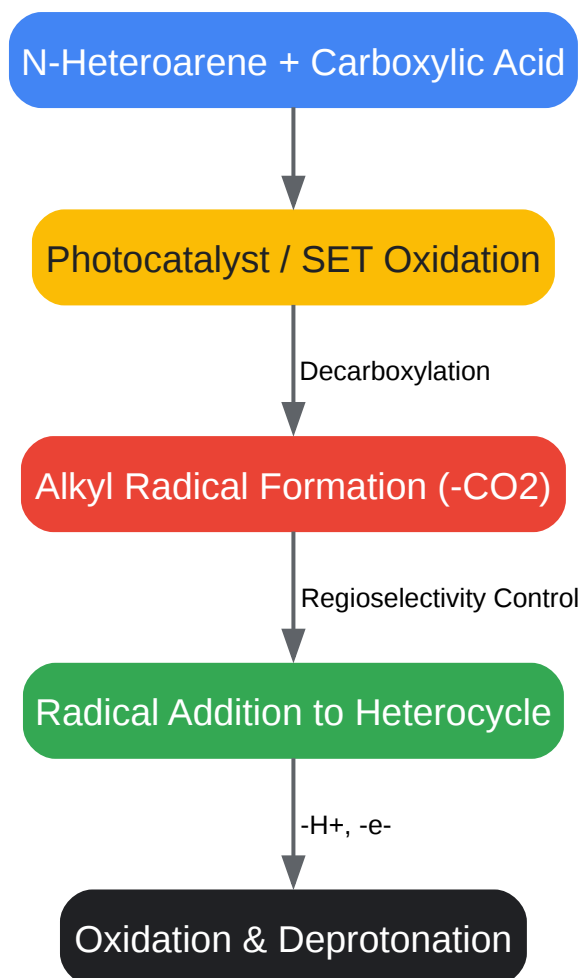 N-Heteroarene + Carboxylic Acid
Photocatalyst / SET Oxidation
Decarboxylation
Alkyl Radical Formation (-CO2)
Regioselectivity Control
Radical Addition to Heterocycle
-H+, -e-
Oxidation & Deprotonation